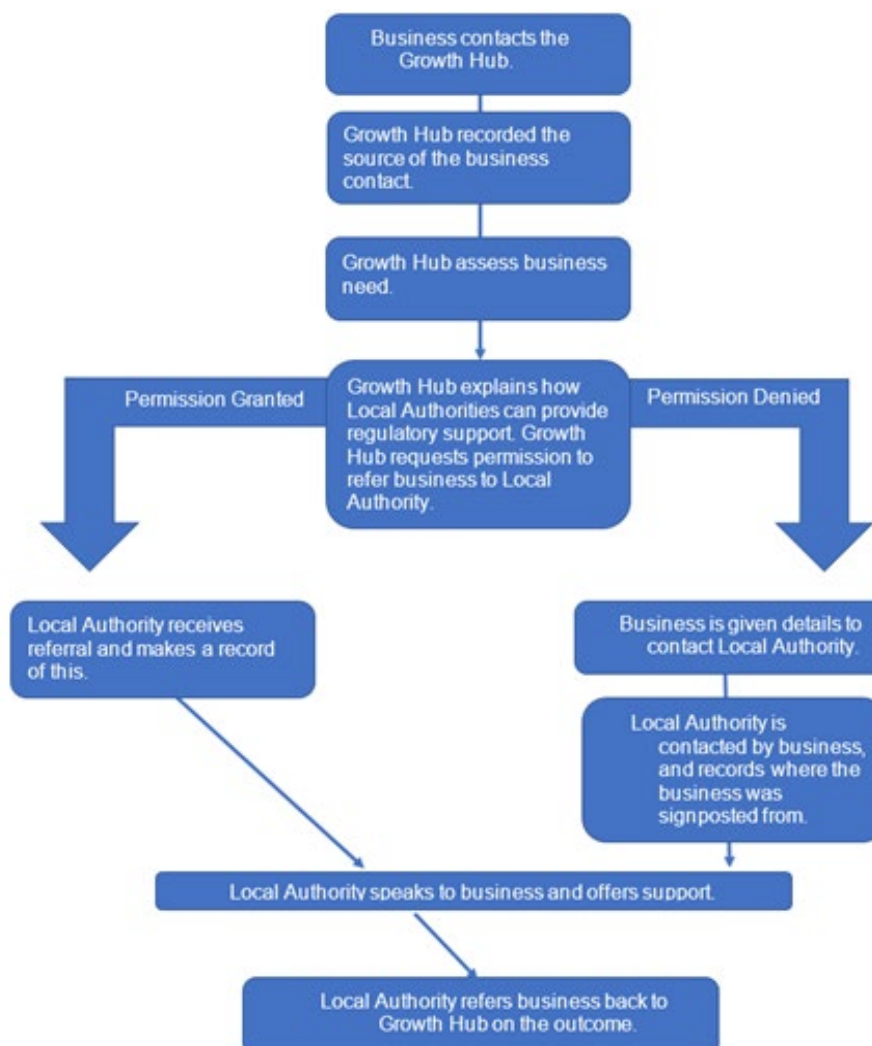 Business contacts the
Growth Hub.
Growth Hub recorded the
source of the business
contact.
Growth Hub assess business
need.
Permission Granted
Growth Hub explains how
Local Authorities can provide
regulatory support. Growth
Hub requests permission to
refer business to Local
Authority.
Permission Denied
Local Authority receives
referral and makes a record
of this.
Business is given details to
contact Local Authority.
Local Authority is
contacted by business,
and records where the
business was
signposted from.
Local Authority speaks to business and offers support.
Local Authority refers business back to
Growth Hub on the outcome.